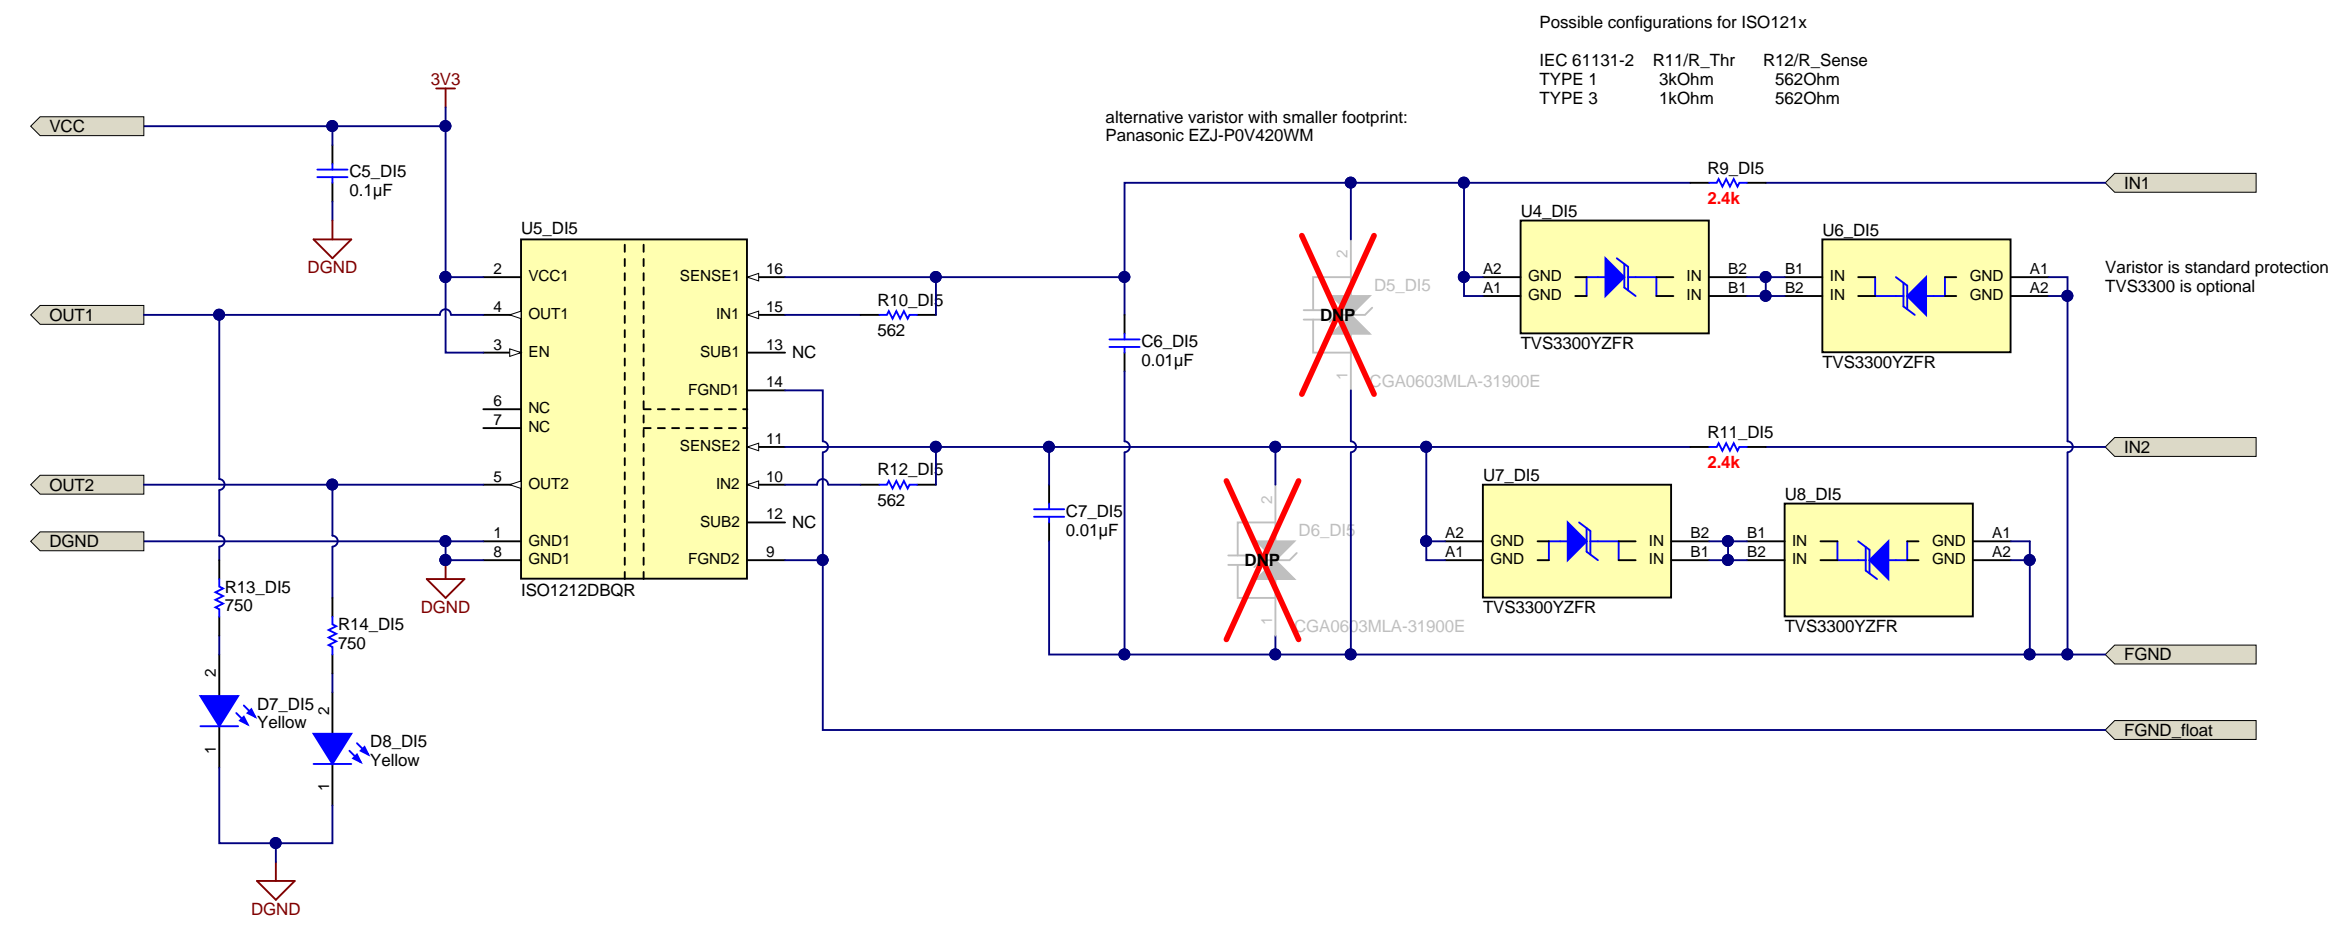 Possible configurations for ISO121x
IEC 61131-2 R11/R_Thr R12/R_Sense
TYPE 1 3kOhm 562Ohm
TYPE 3 1kOhm 562Ohm
alternative varistor with smaller footprint:
Panasonic EZJ-P0V420WM
3V3
VCC
C5_DI5
0.1µF
DGND
R9_DI5
2.4k
IN1
U4_DI5
A2 GND IN B2
A1 GND IN B1
TVS3300YZFR
U6_DI5
B1 IN GND A1
B2 IN GND A2
TVS3300YZFR
Varistor is standard protection
TVS3300 is optional
U5_DI5
2 VCC1 SENSE1 16
4 OUT1 IN1 15
3 EN SUB1 13 NC
FGND1 14
6 NC
7 NC
SENSE2 11
5 OUT2 IN2 10
SUB2 12 NC
1 GND1
8 GND1 FGND2 9
ISO1212DBQR
OUT1
OUT2
DGND
DGND
R10_DI5
562
R12_DI5
562
C6_DI5
0.01µF
C7_DI5
0.01µF
2
D5_DI5
DNP
1
CGA0603MLA-31900E
2
D6_DI5
DNP
1
CGA0603MLA-31900E
R11_DI5
2.4k
IN2
U7_DI5
A2 GND IN B2
A1 GND IN B1
TVS3300YZFR
U8_DI5
B1 IN GND A1
B2 IN GND A2
TVS3300YZFR
FGND
FGND_float
R13_DI5
750
R14_DI5
750
2
D7_DI5
Yellow
1
2
D8_DI5
Yellow
1
DGND